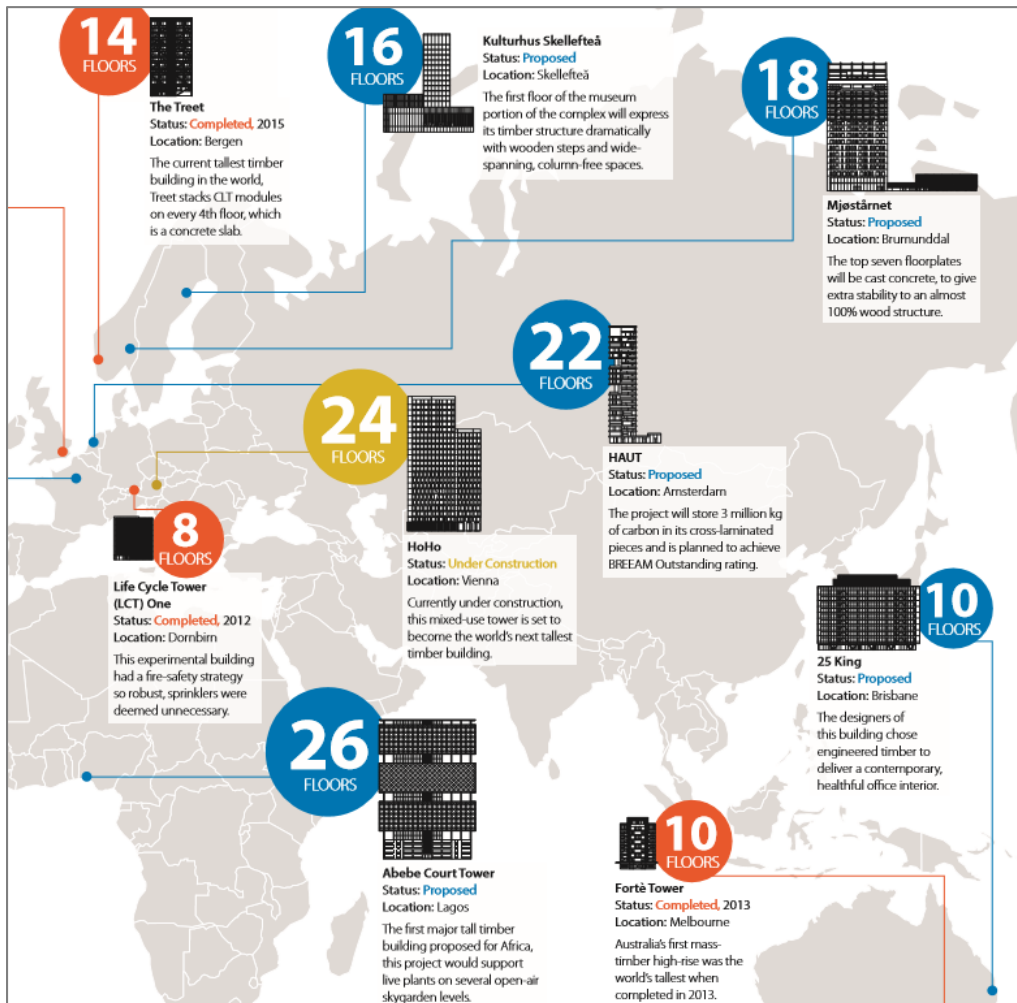 14
FLOORS
The Treet
Status: Completed, 2015
Location: Bergen
The current tallest timber
building in the world,
Treet stacks CLT modules
on every 4th floor, which
is a concrete slab.
16
FLOORS
Kulturhus Skellefteå
Status: Proposed
Location: Skellefteå
The first floor of the museum
portion of the complex will express
its timber structure dramatically
with wooden steps and wide-
spanning, column-free spaces.
18
FLOORS
Mjøstårnet
Status: Proposed
Location: Brumunddal
The top seven floorplates
will be cast concrete, to give
extra stability to an almost
100% wood structure.
22
FLOORS
HAUT
Status: Proposed
Location: Amsterdam
The project will store 3 million kg
of carbon in its cross-laminated
pieces and is planned to achieve
BREEAM Outstanding rating.
24
FLOORS
HoHo
Status: Under Construction
Location: Vienna
Currently under construction,
this mixed-use tower is set to
become the world's next tallest
timber building.
8
FLOORS
Life Cycle Tower
(LCT) One
Status: Completed, 2012
Location: Dornbirn
This experimental building
had a fire-safety strategy
so robust, sprinklers were
deemed unnecessary.
10
FLOORS
25 King
Status: Proposed
Location: Brisbane
The designers of
this building chose
engineered timber to
deliver a contemporary,
healthful office interior.
26
FLOORS
Abebe Court Tower
Status: Proposed
Location: Lagos
The first major tall timber
building proposed for Africa,
this project would support
live plants on several open-air
skygarden levels.
10
FLOORS
Fortè Tower
Status: Completed, 2013
Location: Melbourne
Australia's first mass-
timber high-rise was the
world's tallest when
completed in 2013.